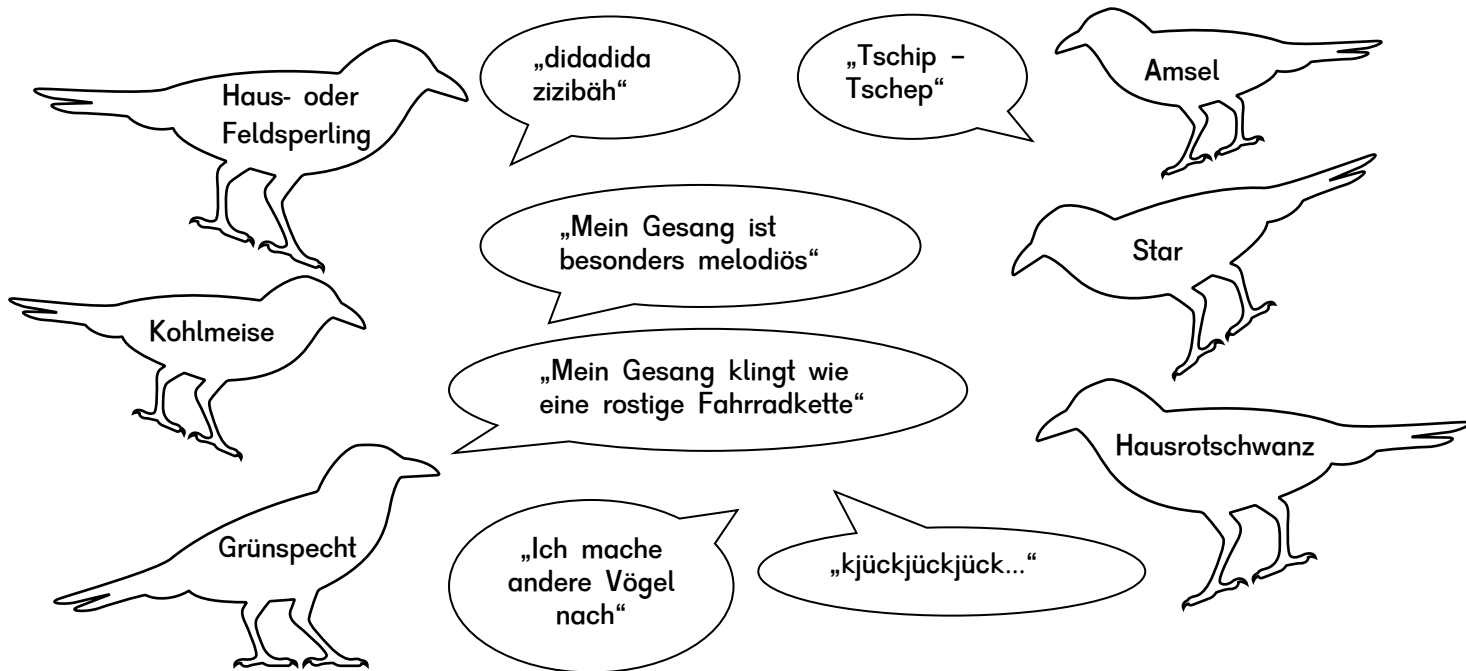 Haus- oder
Feldsperling
„didadida
zizibäh“
„Tschip –
Tschep“
Amsel
„Mein Gesang ist
besonders melodiös“
Star
Kohlmeise
„Mein Gesang klingt wie
eine rostige Fahrradkette“
Hausrotschwanz
Grünspecht
„Ich mache
andere Vögel
nach“
„kjückjückjück...“